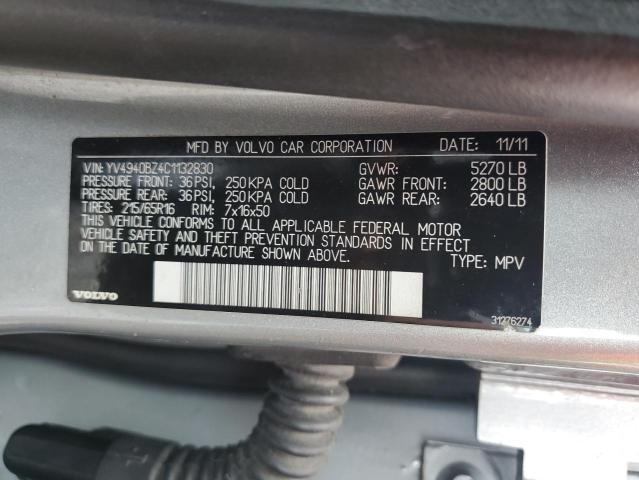 MFD BY VOLVO CAR CORPORATION DATE: 11/11
VIN: YV4940BZ4C1132830 GVWR: 5270 LB
PRESSURE FRONT: 36 PSI, 250 KPA COLD GAWR FRONT: 2800 LB
PRESSURE REAR: 36 PSI, 250 KPA COLD GAWR REAR: 2640 LB
TIRES: 215/65R16 RIM: 7x16x50
THIS VEHICLE CONFORMS TO ALL APPLICABLE FEDERAL MOTOR
VEHICLE SAFETY AND THEFT PREVENTION STANDARDS IN EFFECT
ON THE DATE OF MANUFACTURE SHOWN ABOVE. TYPE: MPV
VOLVO
31276274